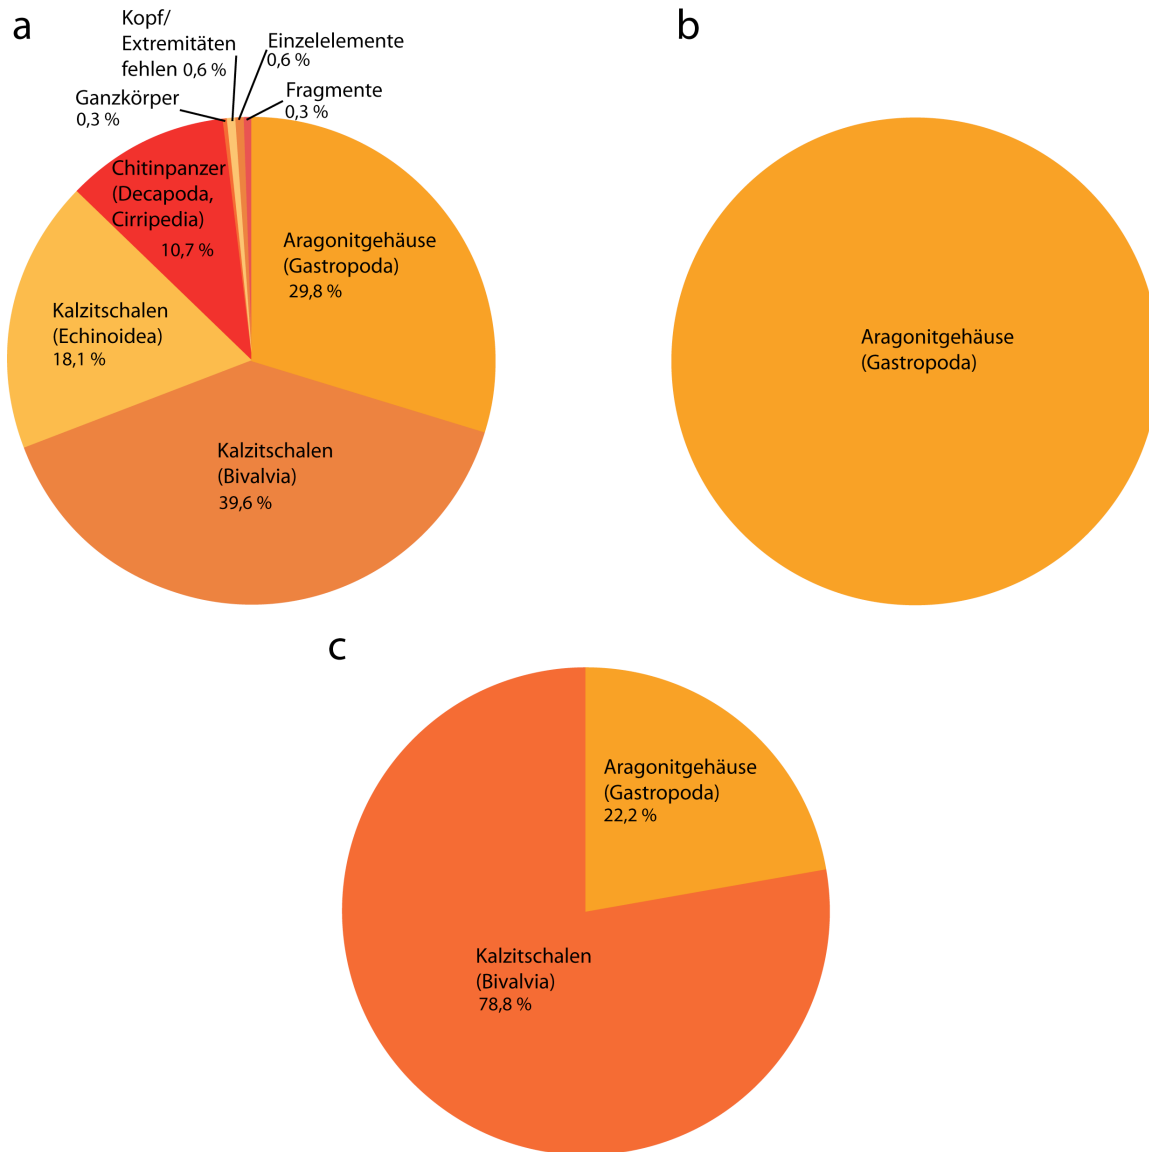 a
Kopf/
Extremitäten
fehlen 0,6 %
Einzelelemente
0,6 %
Ganzkörper
0,3 %
Fragmente
0,3 %
Chitinpanzer
(Decapoda,
Cirripedia)
10,7 %
Aragonitgehäuse
(Gastropoda)
29,8 %
Kalzitschalen
(Echinoidea)
18,1 %
Kalzitschalen
(Bivalvia)
39,6 %
b
Aragonitgehäuse
(Gastropoda)
c
Aragonitgehäuse
(Gastropoda)
22,2 %
Kalzitschalen
(Bivalvia)
78,8 %